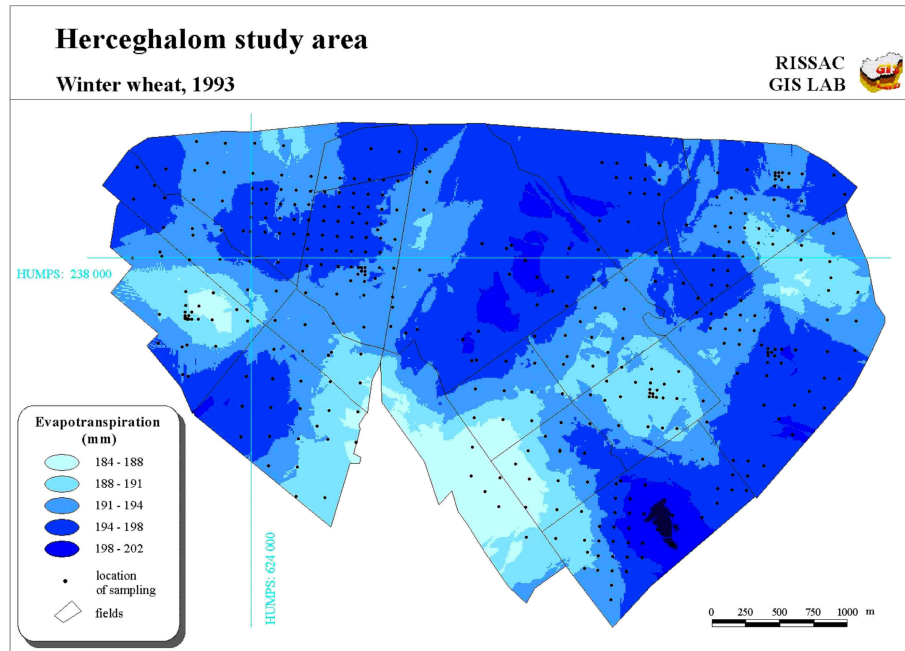 Herceghalom study area
Winter wheat, 1993
RISSAC
GIS LAB
GIS
HUMPS: 238 000
HUMPS: 624 000
Evapotranspiration
(mm)
184 - 188
188 - 191
191 - 194
194 - 198
198 - 202
location
of sampling
fields
0 250 500 750 1000 m